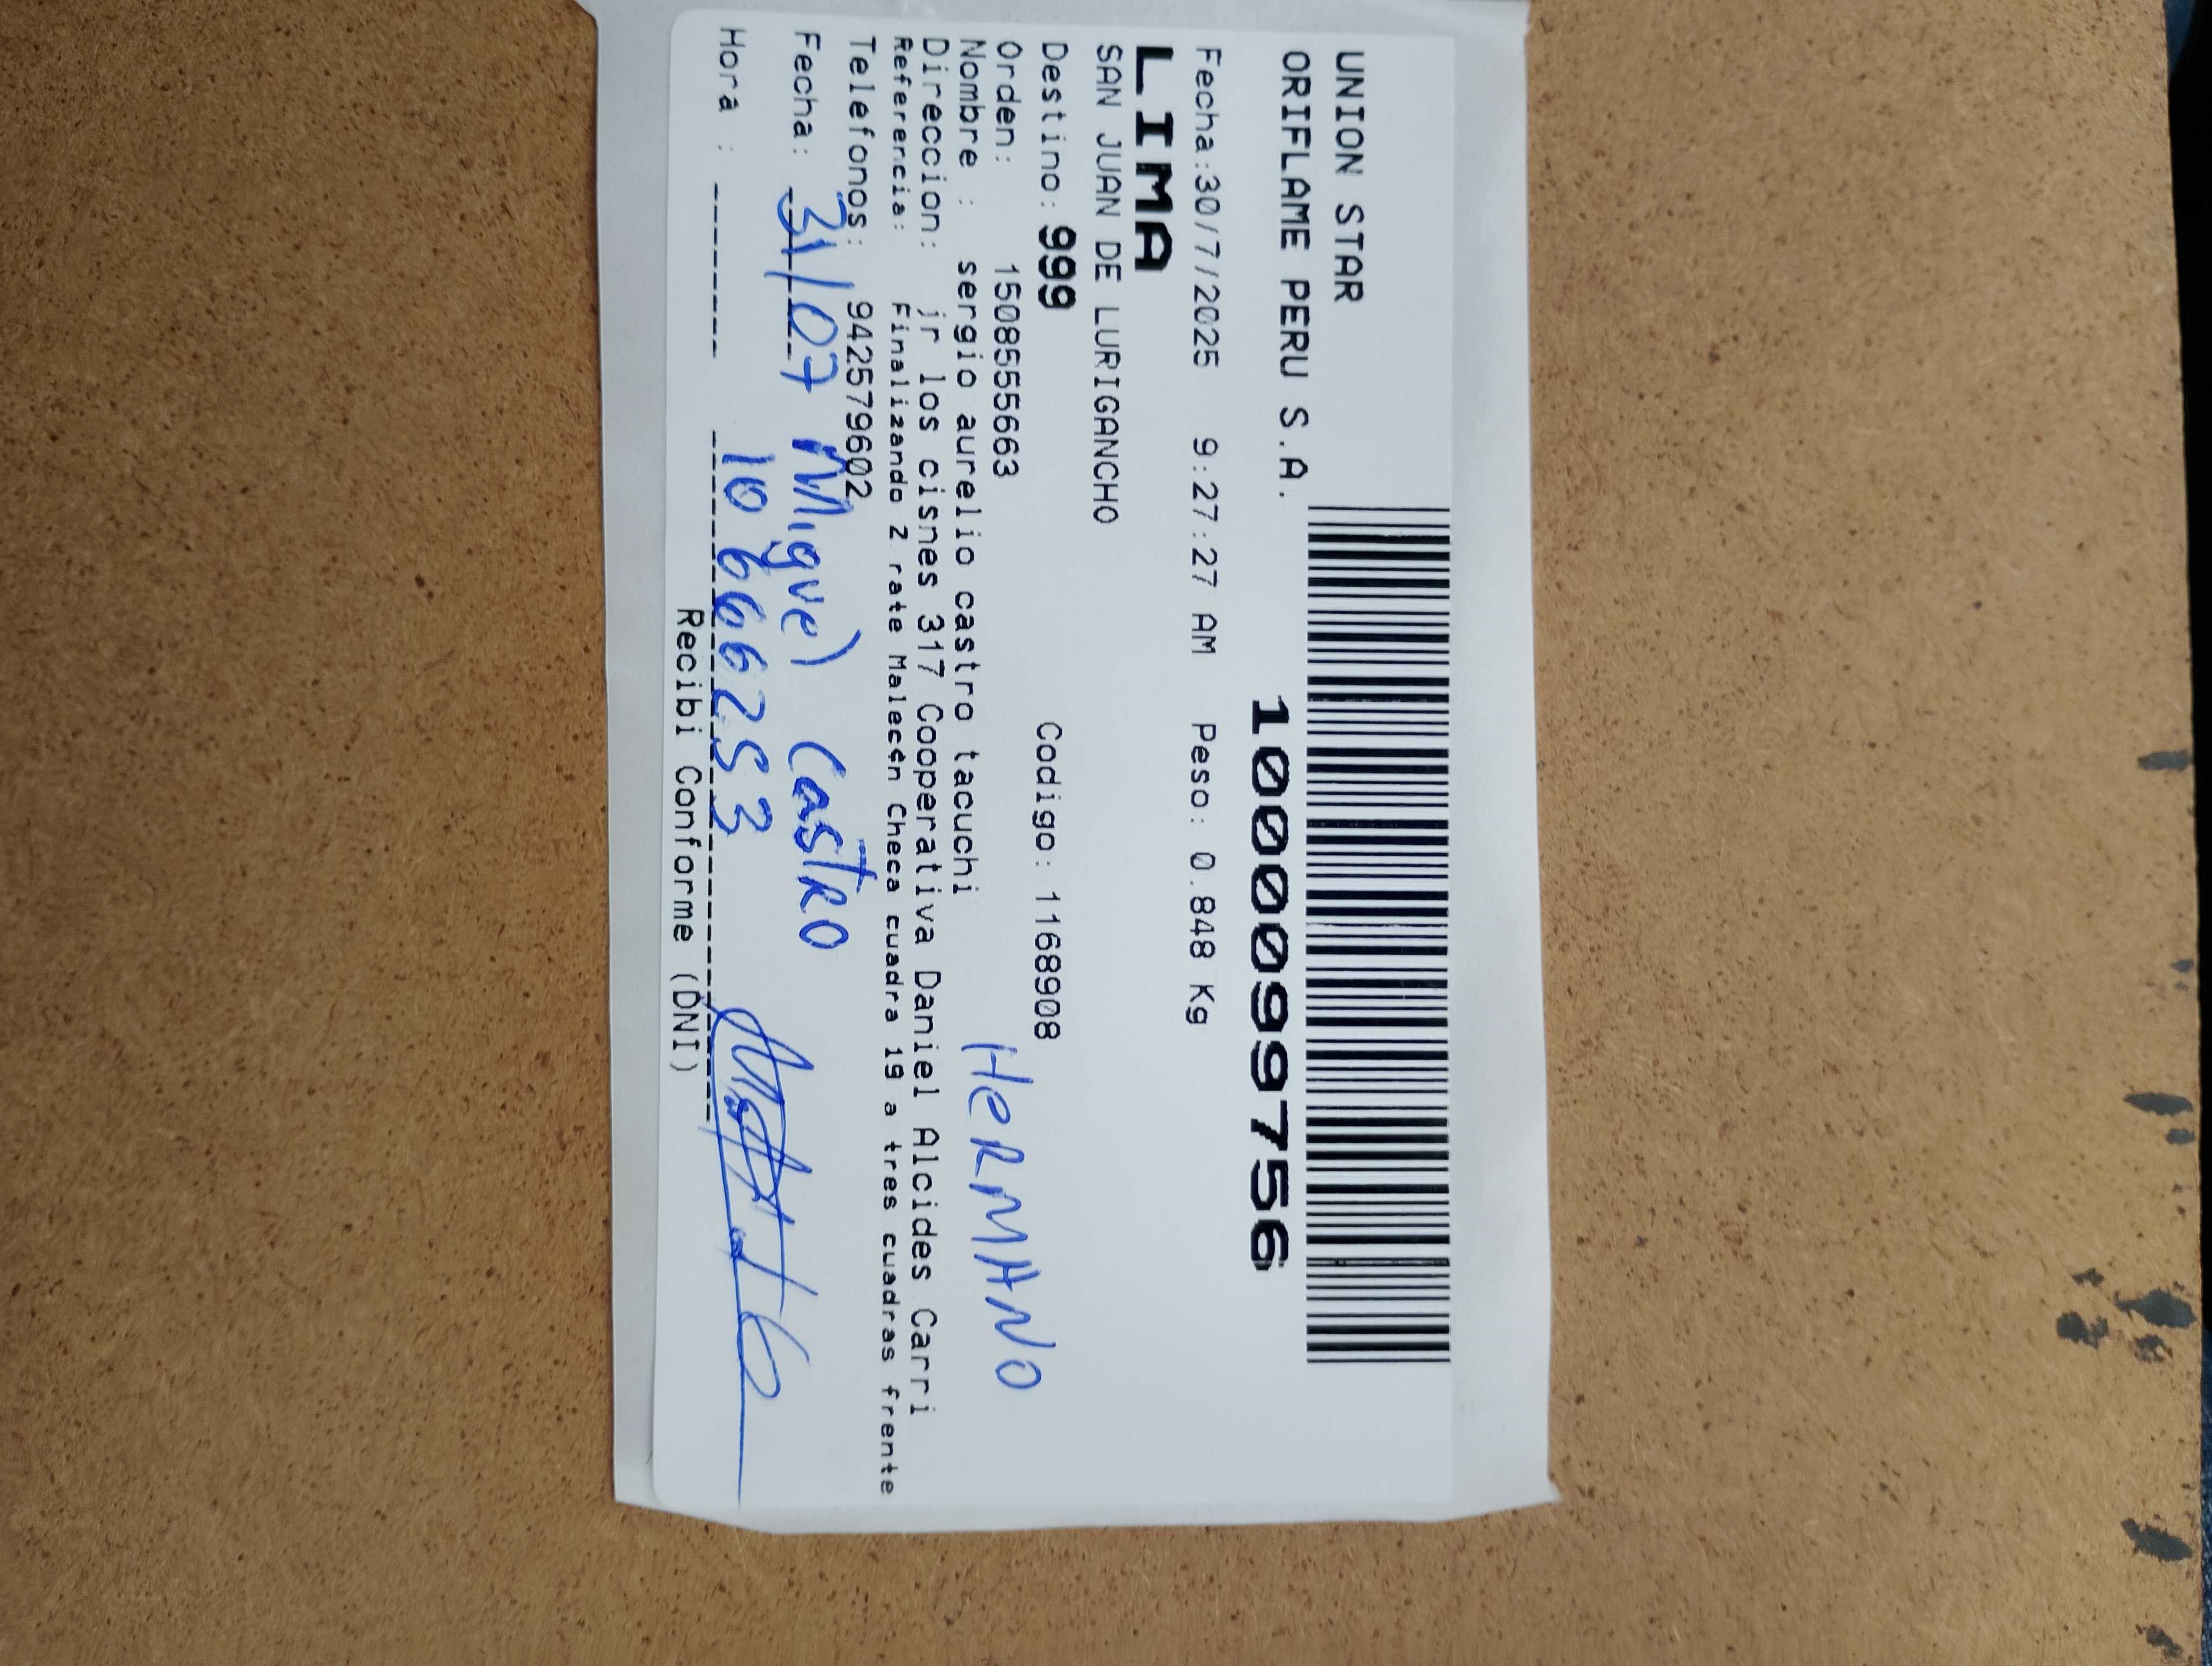 UNION STAR
ORIFLAME PERU S.A.
1000099756
Fecha:30/7/2025 9:27:27 AM Peso: 0.848 Kg
LIMA
SAN JUAN DE LURIGANCHO
Destino: 999 Codigo: 1168908
Orden: 1508555663
HERMANO
Nombre : sergio aurelio castro tacuchi
Direccion: jr los cisnes 317 Cooperativa Daniel Alcides Carri
Referencia: Finalizando 2 rate Malec¢n Checa cuadra 19 a tres cuadras frente
Telefonos: 942579602
Fecha: 31/07 Miguel Castro
Hora : 10666253
Recibi Conforme (DNI)